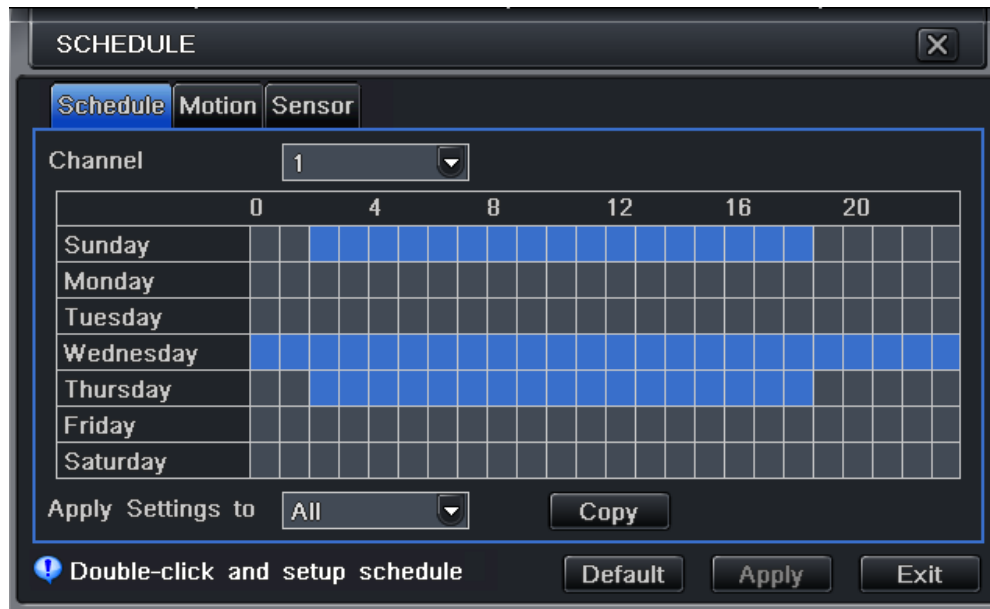 SCHEDULE
Schedule Motion Sensor
Channel 1
0 4 8 12 16 20
Sunday
Monday
Tuesday
Wednesday
Thursday
Friday
Saturday
Apply Settings to All Copy
Double-click and setup schedule Default Apply Exit